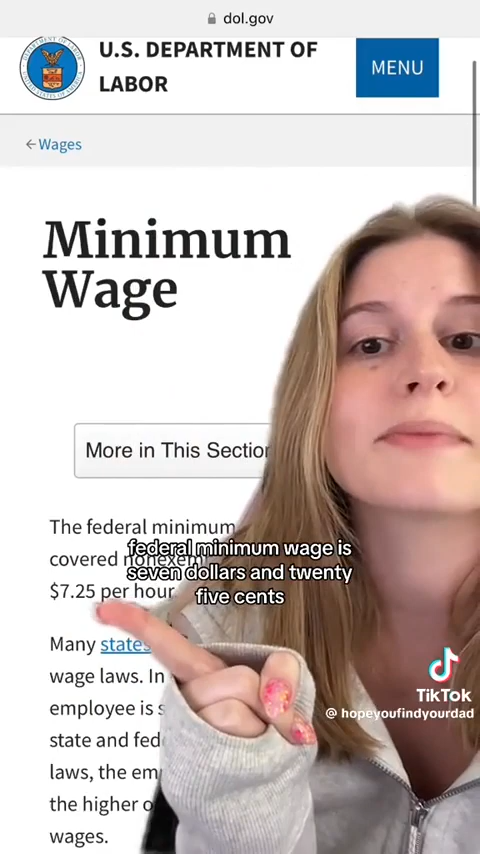 dol.gov
U.S. DEPARTMENT OF
LABOR
MENU
← Wages
Minimum
Wage
More in This Section
The federal minimum
covered nonexem
$7.25 per hour
federal minimum wage is
seven dollars and twenty
five cents
Many states
wage laws. In
employee is s
state and fed
laws, the em
the higher o
wages.
TikTok
@ hopeyoufindyourdad